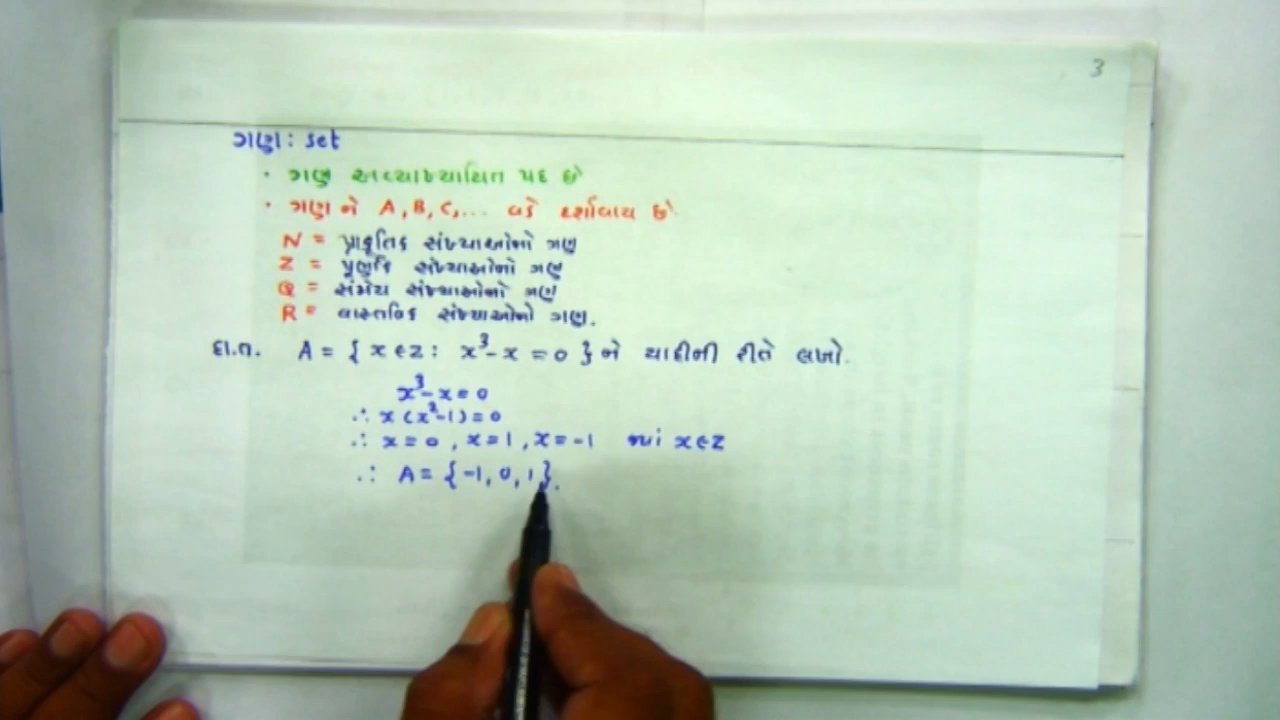 3
ગણ : set
• ગણ અવ્યાખ્યાયિત પદ છે
• ગણ ને A, B, C, ... વડે દર્શાવાય છે
N = પ્રાકૃતિક સંખ્યાઓનો ગણ
Z = પૂર્ણાંક સંખ્યાઓનો ગણ
Q = સંમેય સંખ્યાઓનો ગણ
R = વાસ્તવિક સંખ્યાઓનો ગણ.
દા.ત. A = { x ∈ Z : x³ - x = 0 } ને યાદીની રીતે લખો.
x³ - x = 0
∴ x (x² - 1) = 0
∴ x = 0 , x = 1 , x = -1 x ∈ Z
∴ A = { -1, 0, 1 }.